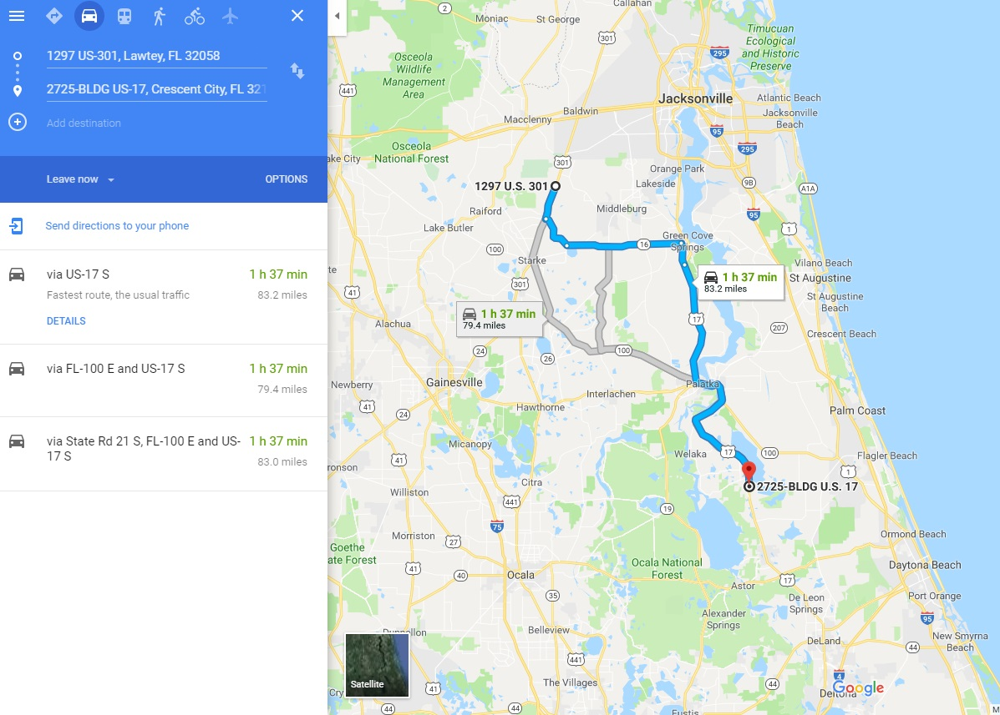 1297 US-301, Lawtey, FL 32058
2725-BLDG US-17, Crescent City, FL 321
Add destination
Leave now
OPTIONS
Send directions to your phone
via US-17 S
1 h 37 min
Fastest route, the usual traffic
83.2 miles
DETAILS
via FL-100 E and US-17 S
1 h 37 min
79.4 miles
via State Rd 21 S, FL-100 E and US-
17 S
1 h 37 min
83.0 miles
Callahan
2
Moniac
St George
301
Timucuan
Ecological
and Historic
Preserve
295
Osceola
Wildlife
Management
Area
441
Jacksonville
Atlantic Beach
Baldwin
Jacksonville
Beach
Macclenny
95
Osceola
National Forest
295
ke City
301
Orange Park
1297 U.S. 301
Lakeside
9B
A1A
Raiford
Middleburg
95
Lake Butler
1
Green Cove
Springs
16
100
Starke
Vilano Beach
te
1 h 37 min
83.2 miles
St Augustine
301
41
St Augustine
Beach
1 h 37 min
79.4 miles
17
Alachua
207
Crescent Beach
24
100
26
Gainesville
Palatka
Newberry
Interlachen
41
Hawthorne
24
Palm Coast
Micanopy
Welaka
17
100
Flagler Beach
41
ronson
1
Citra
2725-BLDG U.S. 17
Williston
441
19
75
Morriston
27
Ormond Beach
Goethe
ate Forest
Ocala National
Forest
41
40
Ocala
Daytona Beach
17
Astor
35
Port Orange
De Leon
Springs
Alexander
Springs
95
Belleview
Dunnellon
New Smyrna
Beach
DeLand
441
44
4
Satellite
The Villages
Google
Deltona
Cry
41
44
44
44
Eustis
M